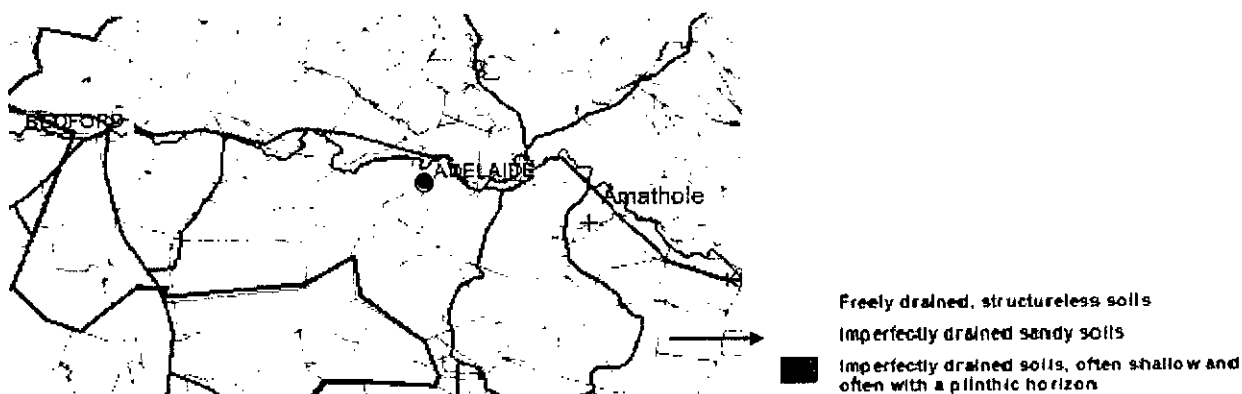 BEDFORD
ADELAIDE
Amathole
Freely drained, structureless soils
Imperfectly drained sandy soils
Imperfectly drained soils, often shallow and
often with a plinthic horizon